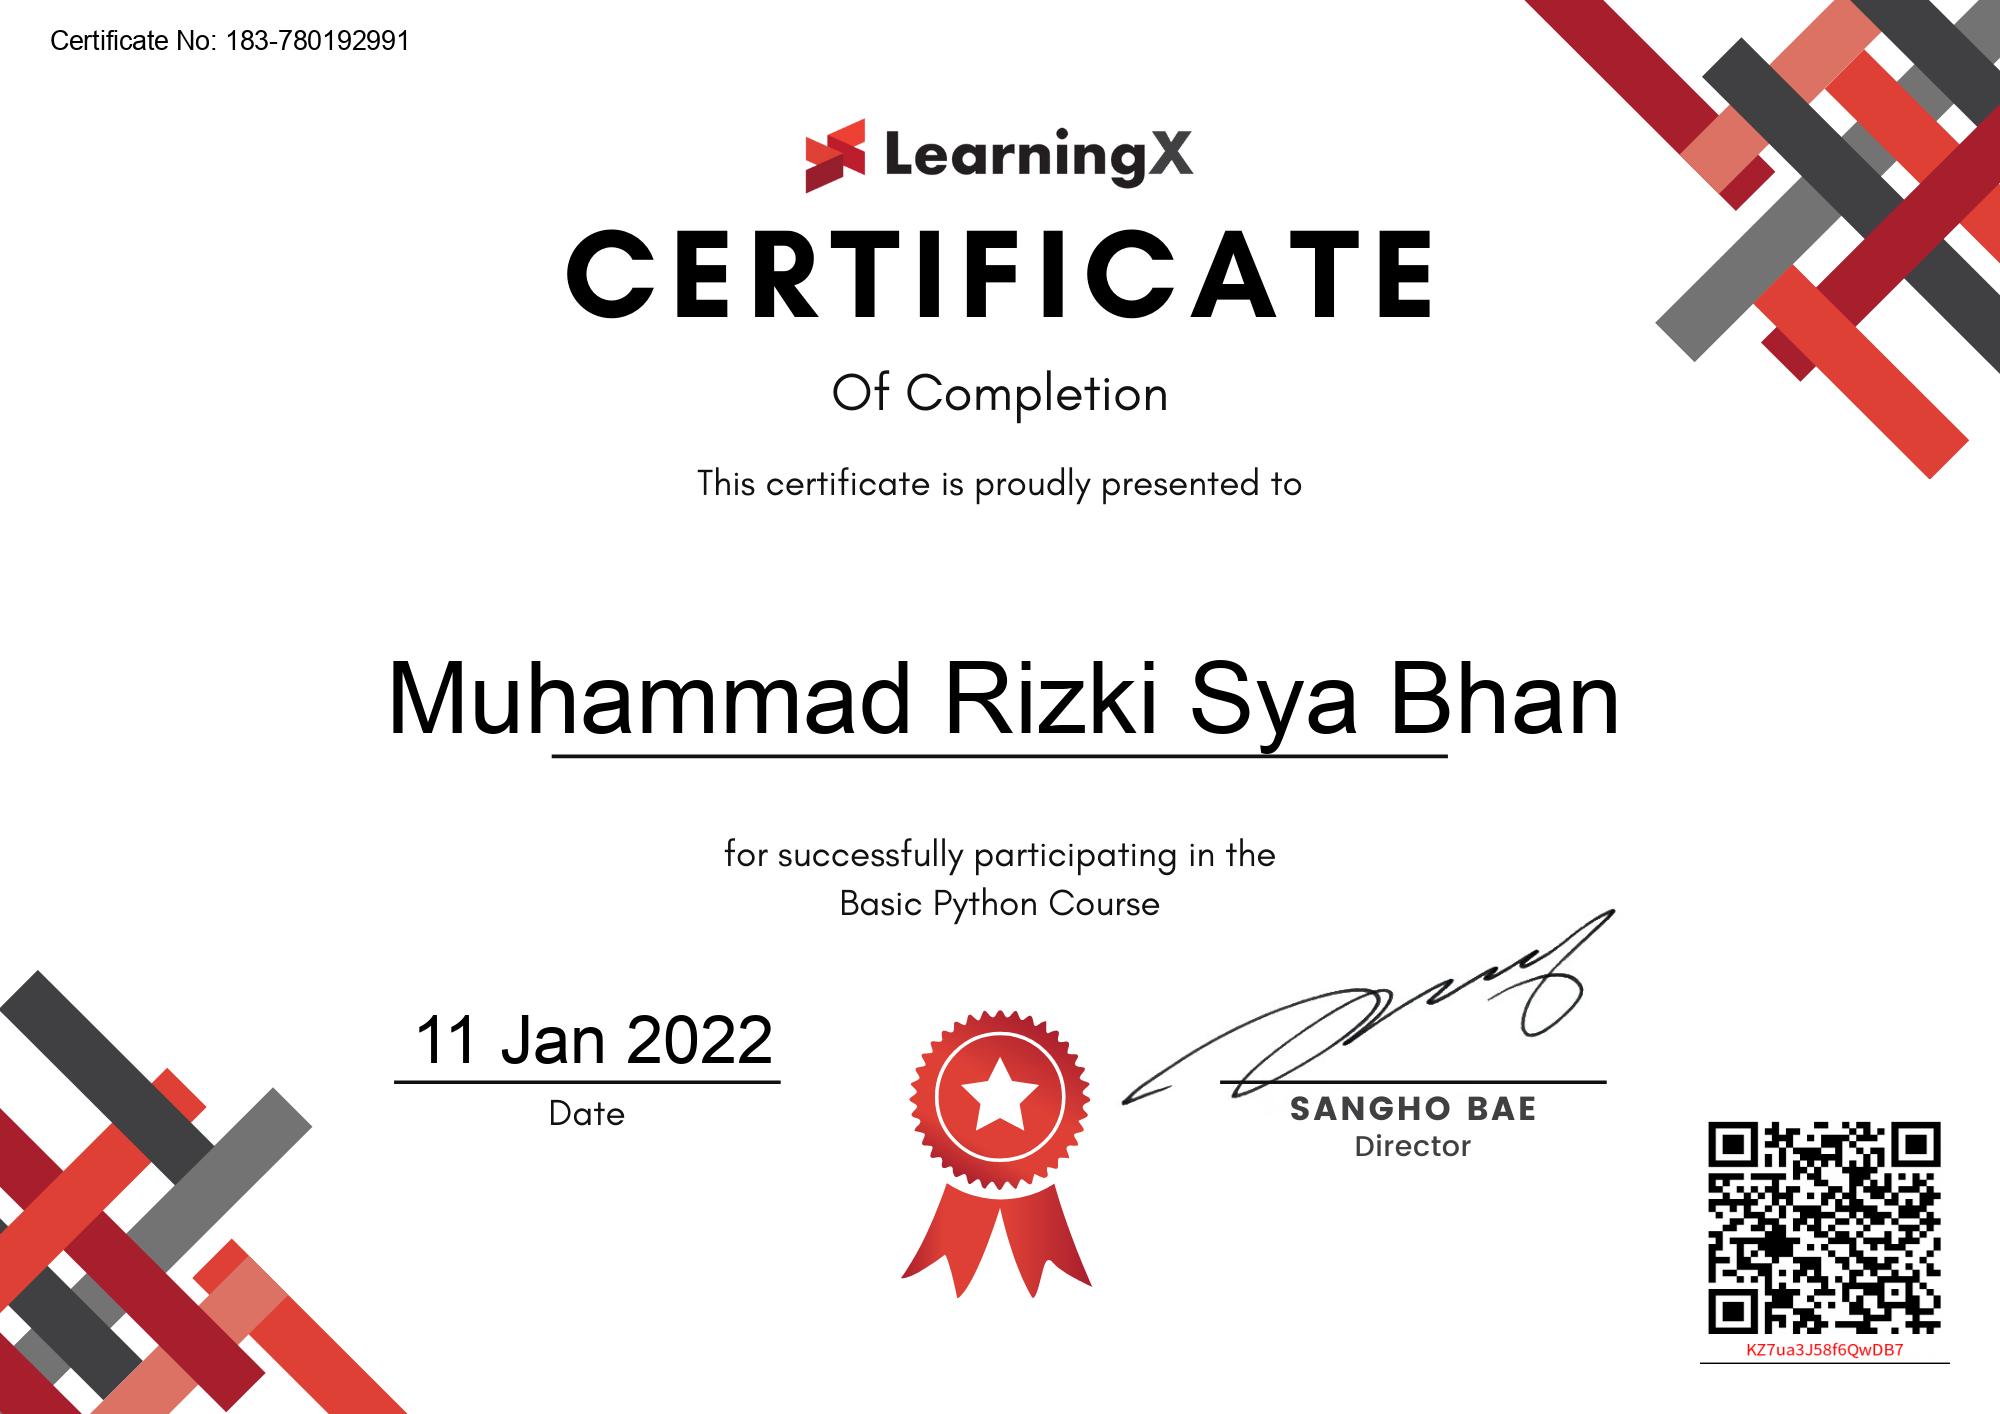 Certificate No: 183-780192991
LearningX
CERTIFICATE
Of Completion
This certificate is proudly presented to
Muhammad Rizki Sya Bhan
for successfully participating in the
Basic Python Course
11 Jan 2022
Date
SANGHO BAE
Director
KZ7ua3J58f6QwDB7